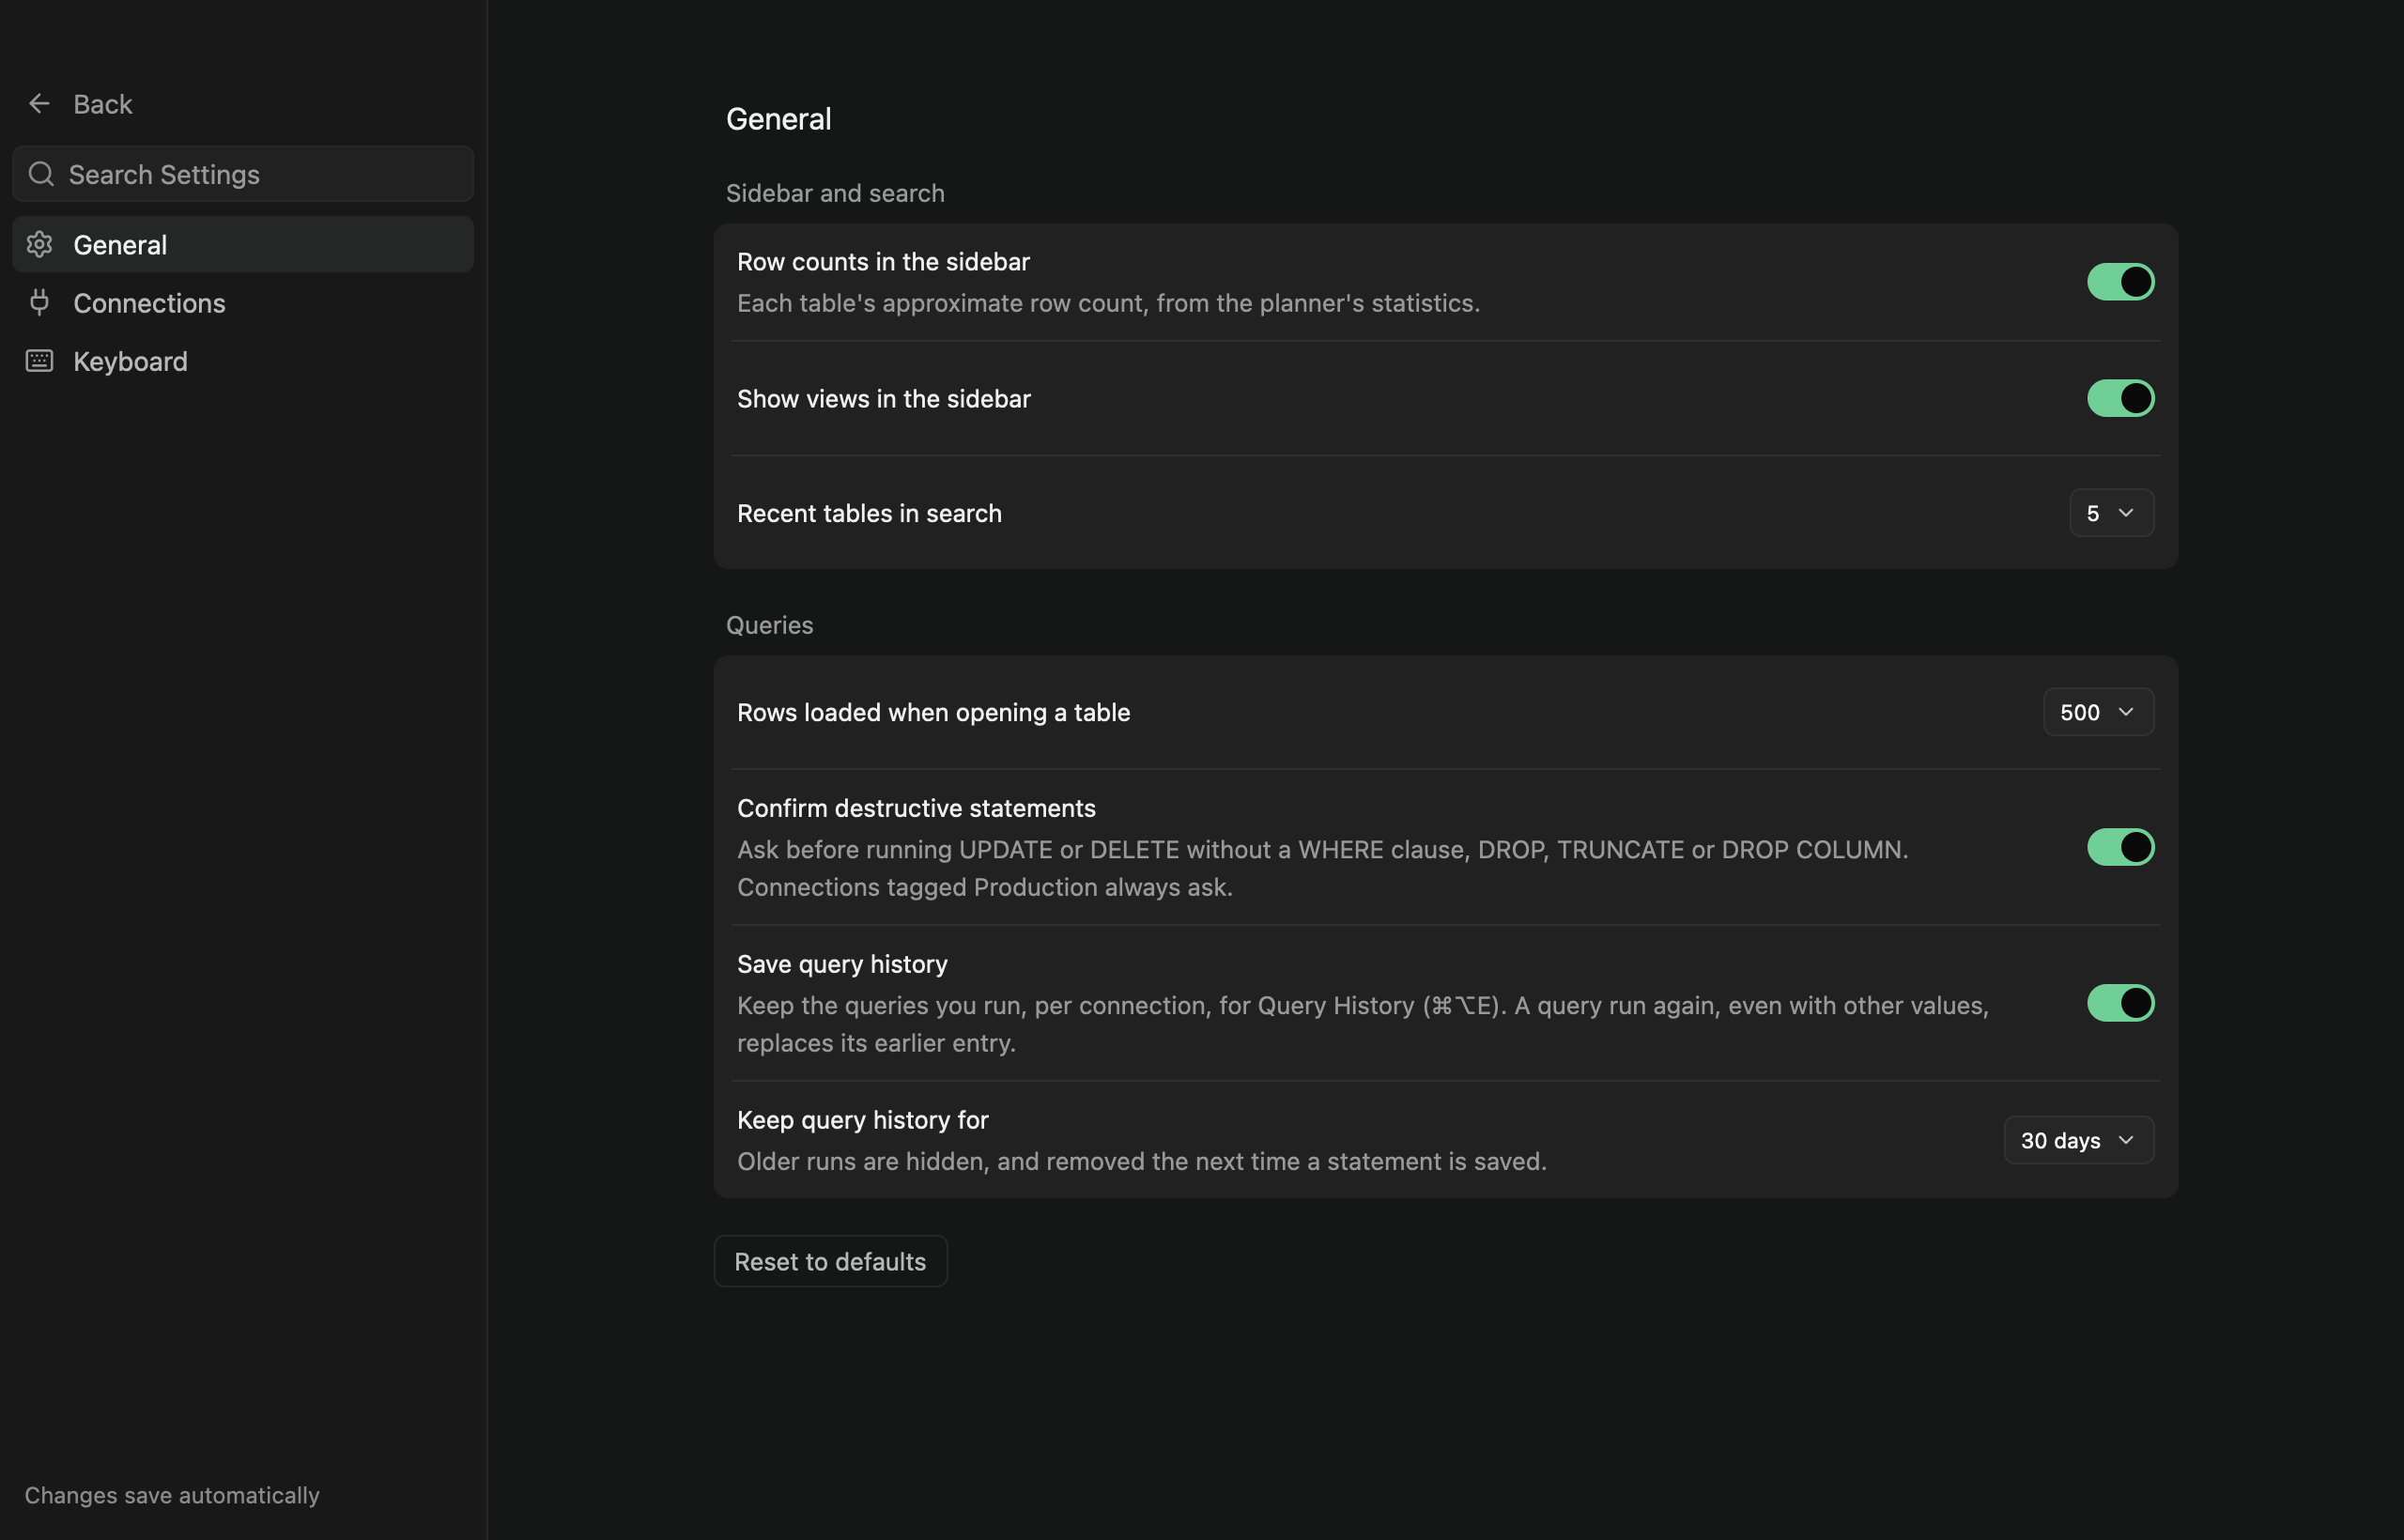 Back
Search Settings
General
Connections
Keyboard
Changes save automatically
General
Sidebar and search
Row counts in the sidebar
Each table's approximate row count, from the planner's statistics.
Show views in the sidebar
Recent tables in search
5
Queries
Rows loaded when opening a table
500
Confirm destructive statements
Ask before running UPDATE or DELETE without a WHERE clause, DROP, TRUNCATE or DROP COLUMN.
Connections tagged Production always ask.
Save query history
Keep the queries you run, per connection, for Query History (⌘⌥E). A query run again, even with other values,
replaces its earlier entry.
Keep query history for
Older runs are hidden, and removed the next time a statement is saved.
30 days
Reset to defaults